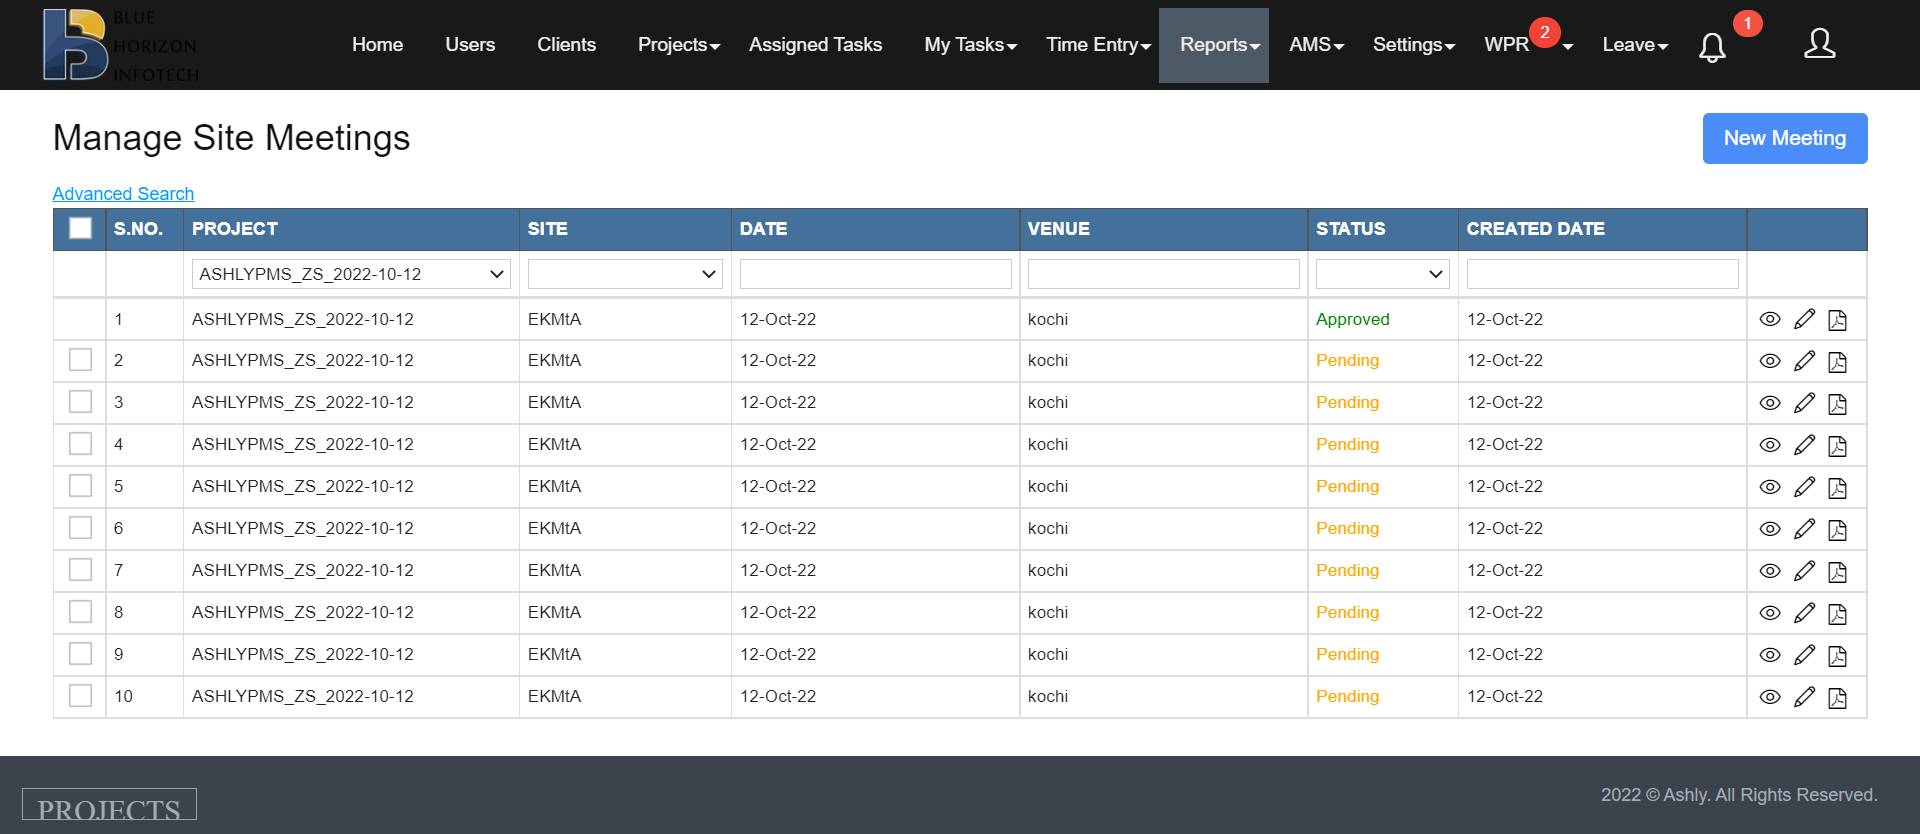 BLUE
HORIZON
INFOTECH
Home Users Clients Projects Assigned Tasks My Tasks Time Entry Reports AMS Settings WPR 2 Leave 1
Manage Site Meetings
New Meeting
Advanced Search
S.NO. PROJECT SITE DATE VENUE STATUS CREATED DATE
ASHLYPMS_ZS_2022-10-12
1 ASHLYPMS_ZS_2022-10-12 EKMtA 12-Oct-22 kochi Approved 12-Oct-22
2 ASHLYPMS_ZS_2022-10-12 EKMtA 12-Oct-22 kochi Pending 12-Oct-22
3 ASHLYPMS_ZS_2022-10-12 EKMtA 12-Oct-22 kochi Pending 12-Oct-22
4 ASHLYPMS_ZS_2022-10-12 EKMtA 12-Oct-22 kochi Pending 12-Oct-22
5 ASHLYPMS_ZS_2022-10-12 EKMtA 12-Oct-22 kochi Pending 12-Oct-22
6 ASHLYPMS_ZS_2022-10-12 EKMtA 12-Oct-22 kochi Pending 12-Oct-22
7 ASHLYPMS_ZS_2022-10-12 EKMtA 12-Oct-22 kochi Pending 12-Oct-22
8 ASHLYPMS_ZS_2022-10-12 EKMtA 12-Oct-22 kochi Pending 12-Oct-22
9 ASHLYPMS_ZS_2022-10-12 EKMtA 12-Oct-22 kochi Pending 12-Oct-22
10 ASHLYPMS_ZS_2022-10-12 EKMtA 12-Oct-22 kochi Pending 12-Oct-22
PROJECTS
2022 © Ashly. All Rights Reserved.